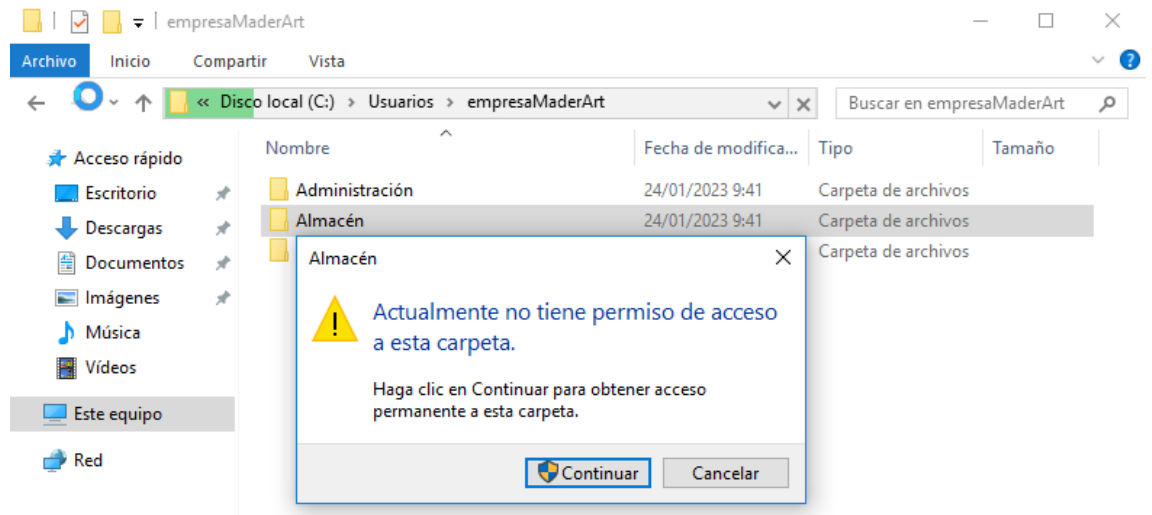 empresaMaderArt
Archivo Inicio Compartir Vista
« Disco local (C:) > Usuarios > empresaMaderArt
Buscar en empresaMaderArt
Nombre Fecha de modifica... Tipo Tamaño
Acceso rápido
Escritorio
Descargas
Documentos
Imágenes
Música
Vídeos
Este equipo
Red
Administración 24/01/2023 9:41 Carpeta de archivos
Almacén 24/01/2023 9:41 Carpeta de archivos
Carpeta de archivos
Almacén
Actualmente no tiene permiso de acceso
a esta carpeta.
Haga clic en Continuar para obtener acceso
permanente a esta carpeta.
Continuar Cancelar